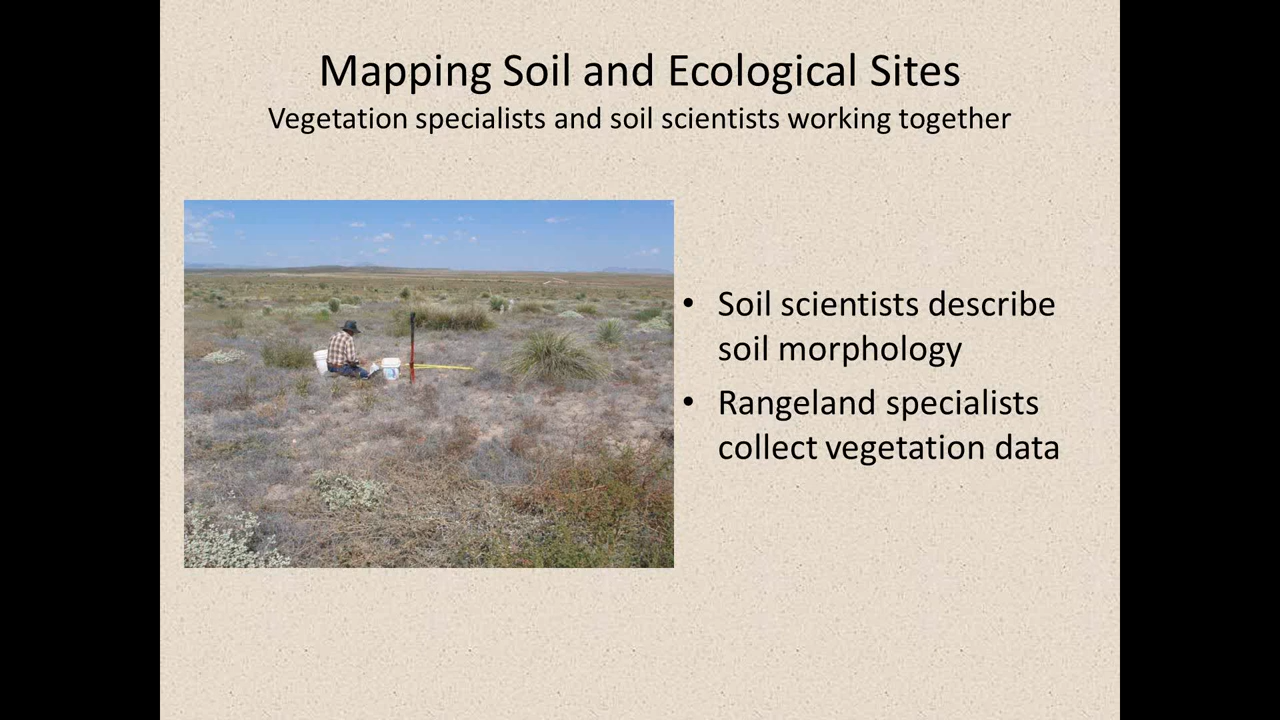 Mapping Soil and Ecological Sites
Vegetation specialists and soil scientists working together
• Soil scientists describe
soil morphology
• Rangeland specialists
collect vegetation data